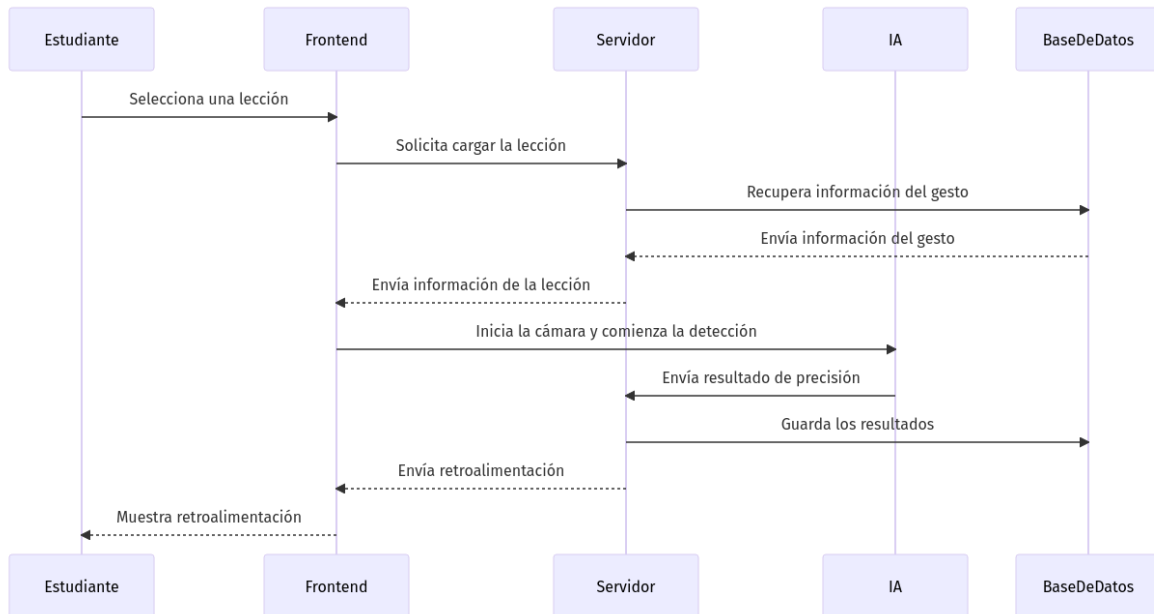 Estudiante
Frontend
Servidor
IA
BaseDeDatos
Selecciona una lección
Solicita cargar la lección
Recupera información del gesto
Envía información del gesto
Envía información de la lección
Inicia la cámara y comienza la detección
Envía resultado de precisión
Guarda los resultados
Envía retroalimentación
Muestra retroalimentación
Estudiante
Frontend
Servidor
IA
BaseDeDatos